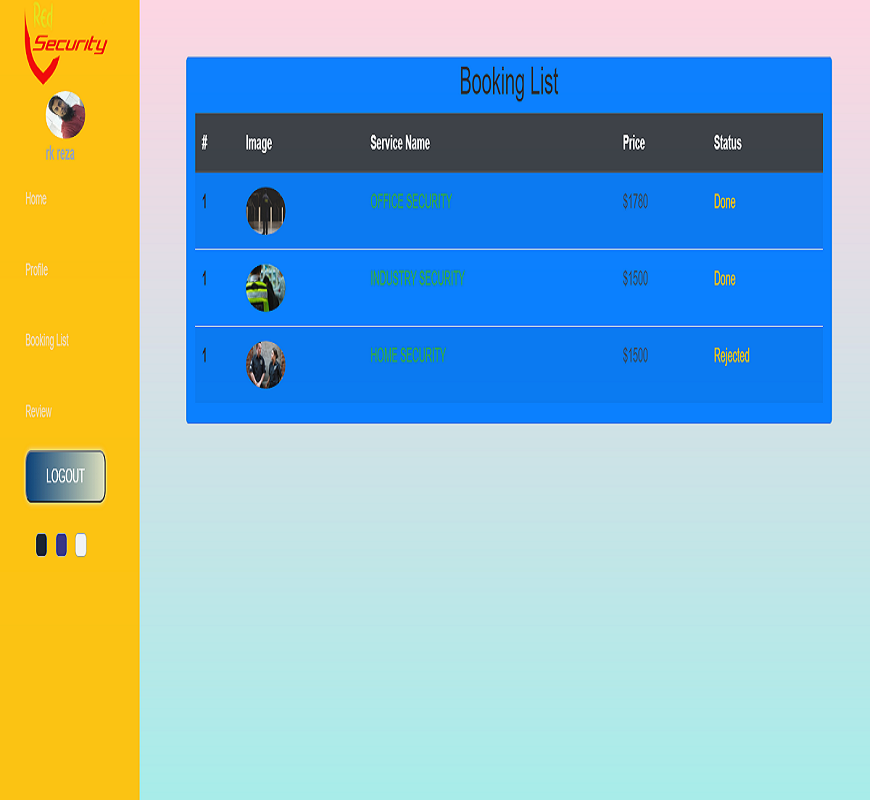 Red
Security
rk reza
Home
Profile
Booking List
Review
LOGOUT
Booking List
# Image Service Name Price Status
1 OFFICE SECURITY $1780 Done
1 INDUSTRY SECURITY $1500 Done
1 HOME SECURITY $1500 Rejected